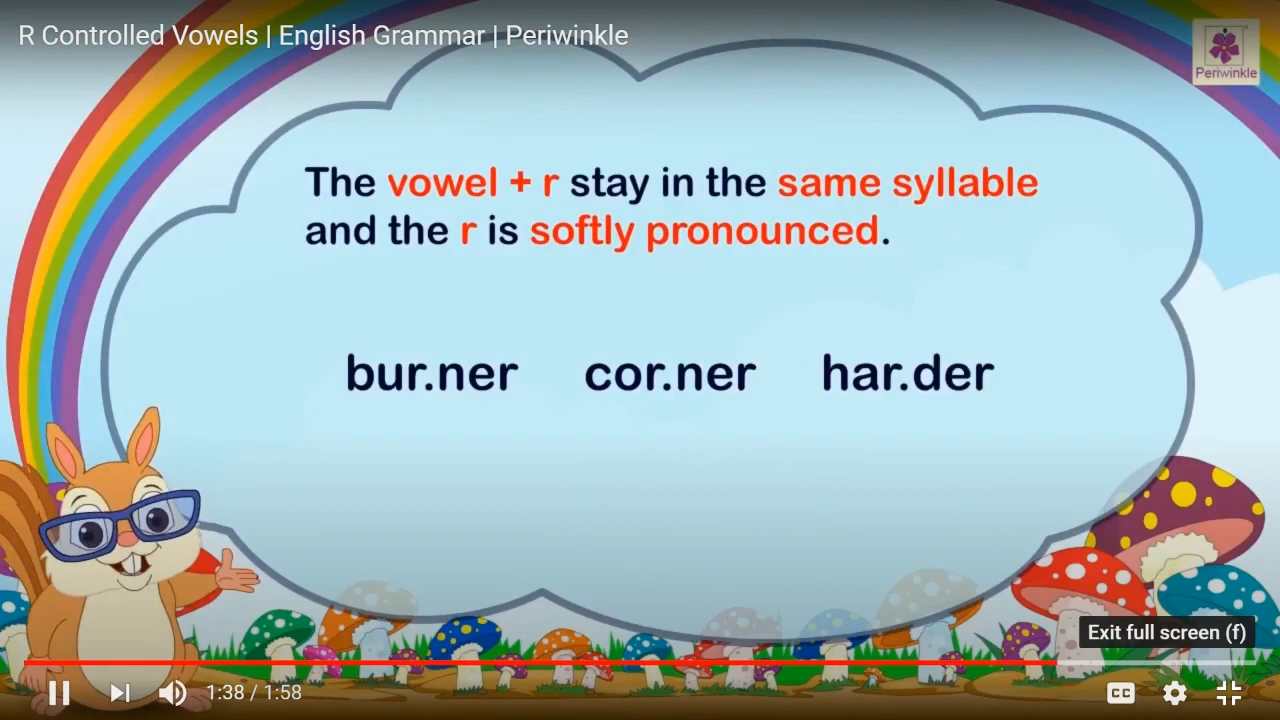 R Controlled Vowels | English Grammar | Periwinkle
Periwinkle
The vowel + r stay in the same syllable
and the r is softly pronounced.
bur.ner cor.ner har.der
Exit full screen (f)
1:38 / 1:58
CC